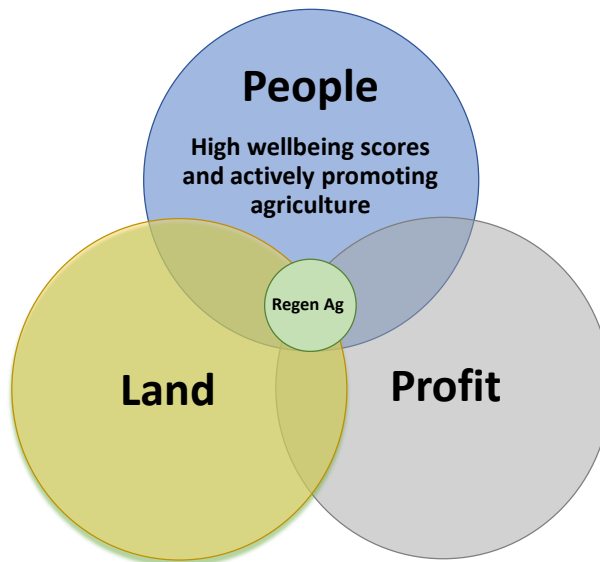 People
High wellbeing scores
and actively promoting
agriculture
Regen Ag
Land
Profit